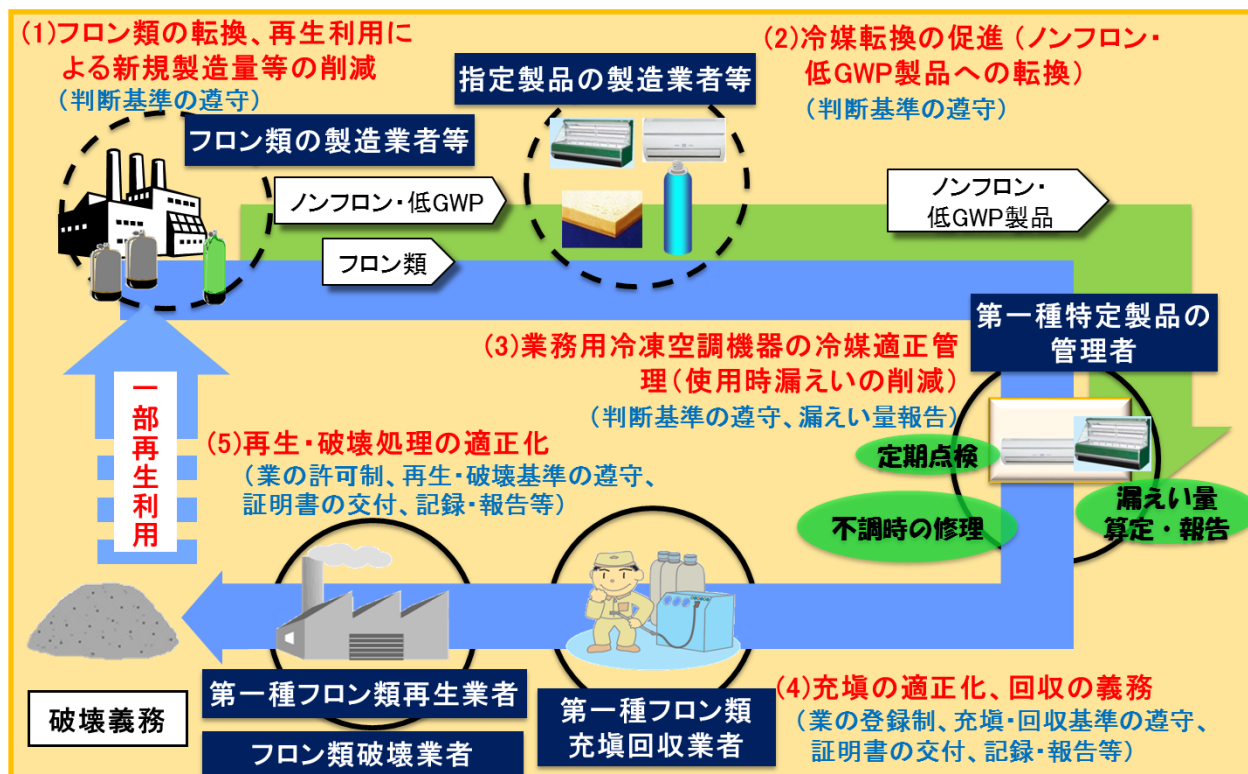 (1)フロン類の転換、再生利用に
よる新規製造量等の削減
(判断基準の遵守)
フロン類の製造業者等
指定製品の製造業者等
(2)冷媒転換の促進(ノンフロン・
低GWP製品への転換)
(判断基準の遵守)
ノンフロン・低GWP
フロン類
ノンフロン・
低GWP製品
第一種特定製品の
管理者
(3)業務用冷凍空調機器の冷媒適正管
理(使用時漏えいの削減)
(判断基準の遵守、漏えい量報告)
定期点検
不調時の修理
漏えい量
算定・報告
一部再生利用
(5)再生・破壊処理の適正化
(業の許可制、再生・破壊基準の遵守、
証明書の交付、記録・報告等)
破壊義務
第一種フロン類再生業者
フロン類破壊業者
第一種フロン類
充塡回収業者
(4)充塡の適正化、回収の義務
(業の登録制、充塡・回収基準の遵守、
証明書の交付、記録・報告等)